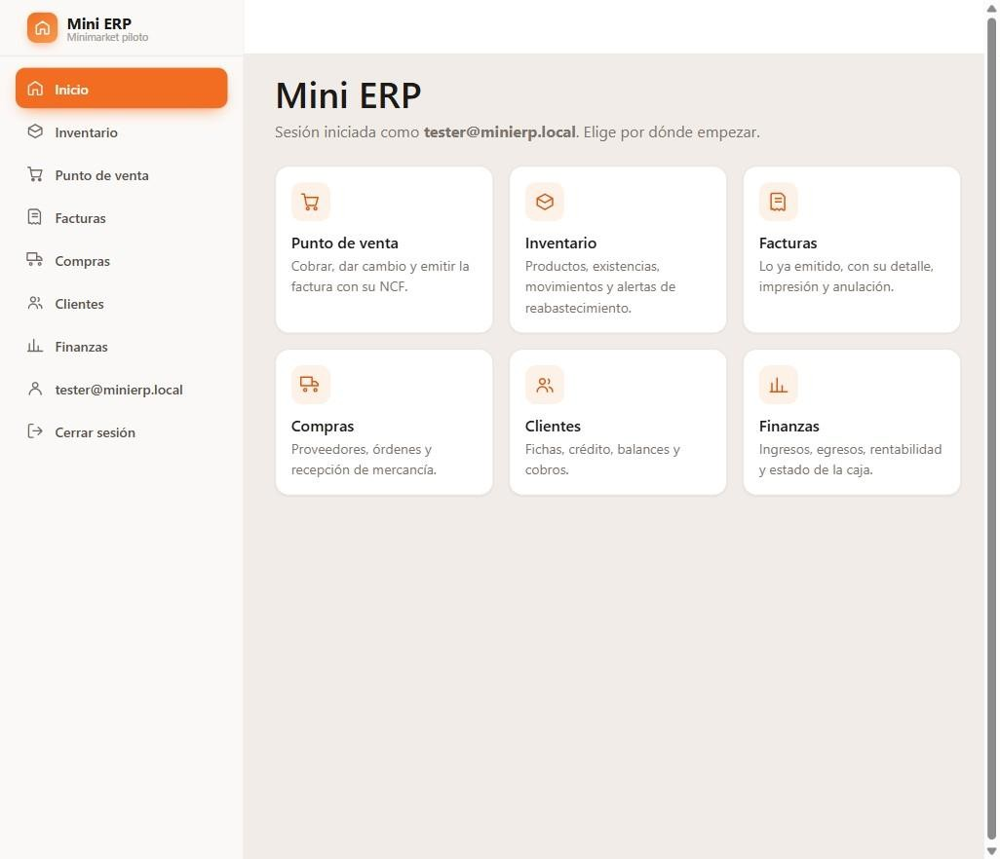 Mini ERP
Minimarket piloto
Inicio
Inventario
Punto de venta
Facturas
Compras
Clientes
Finanzas
tester@minierp.local
Cerrar sesión
Mini ERP
Sesión iniciada como tester@minierp.local. Elige por dónde empezar.
Punto de venta
Cobrar, dar cambio y emitir la
factura con su NCF.
Inventario
Productos, existencias,
movimientos y alertas de
reabastecimiento.
Facturas
Lo ya emitido, con su detalle,
impresión y anulación.
Compras
Proveedores, órdenes y
recepción de mercancía.
Clientes
Fichas, crédito, balances y
cobros.
Finanzas
Ingresos, egresos, rentabilidad
y estado de la caja.